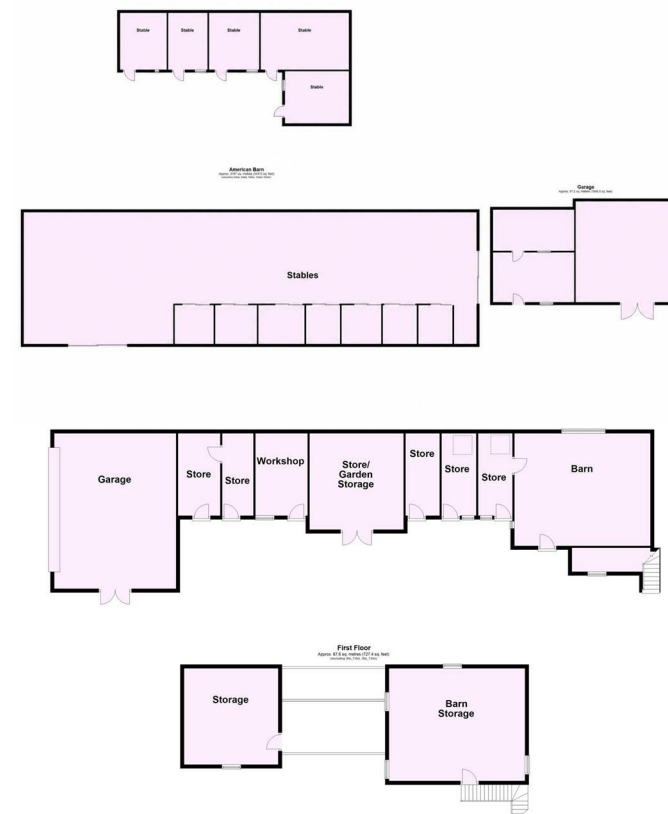 Stable
Stable
Stable
Stable
Stable
American Barn
Garage
Stables
Garage
Store
Store
Workshop
Store/
Garden
Storage
Store
Store
Store
Barn
First Floor
Approx. 67.6 sq. metres (727.4 sq. feet)
Storage
Barn
Storage